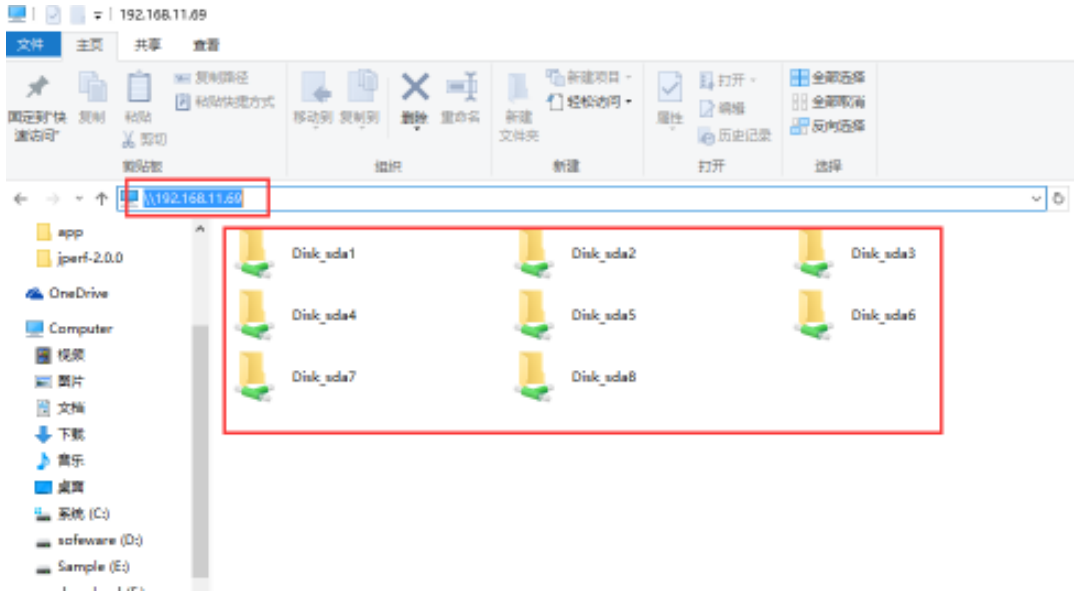 192.168.11.69
文件 主页 共享 查看
固定到"快速访问"
复制
粘贴
复制路径
粘贴快捷方式
剪切
移动到 复制到 删除 重命名
新建
文件夹
新建项目
轻松访问
属性
打开
编辑
历史记录
全部选择
全部取消
反向选择
剪贴板 组织 新建 打开 选择
\\192.168.11.69
app
jperf-2.0.0
OneDrive
Computer
视频
图片
文档
下载
音乐
桌面
系统 (C:)
sofeware (D:)
Sample (E:)
Disk_sda1 Disk_sda2 Disk_sda3
Disk_sda4 Disk_sda5 Disk_sda6
Disk_sda7 Disk_sda8